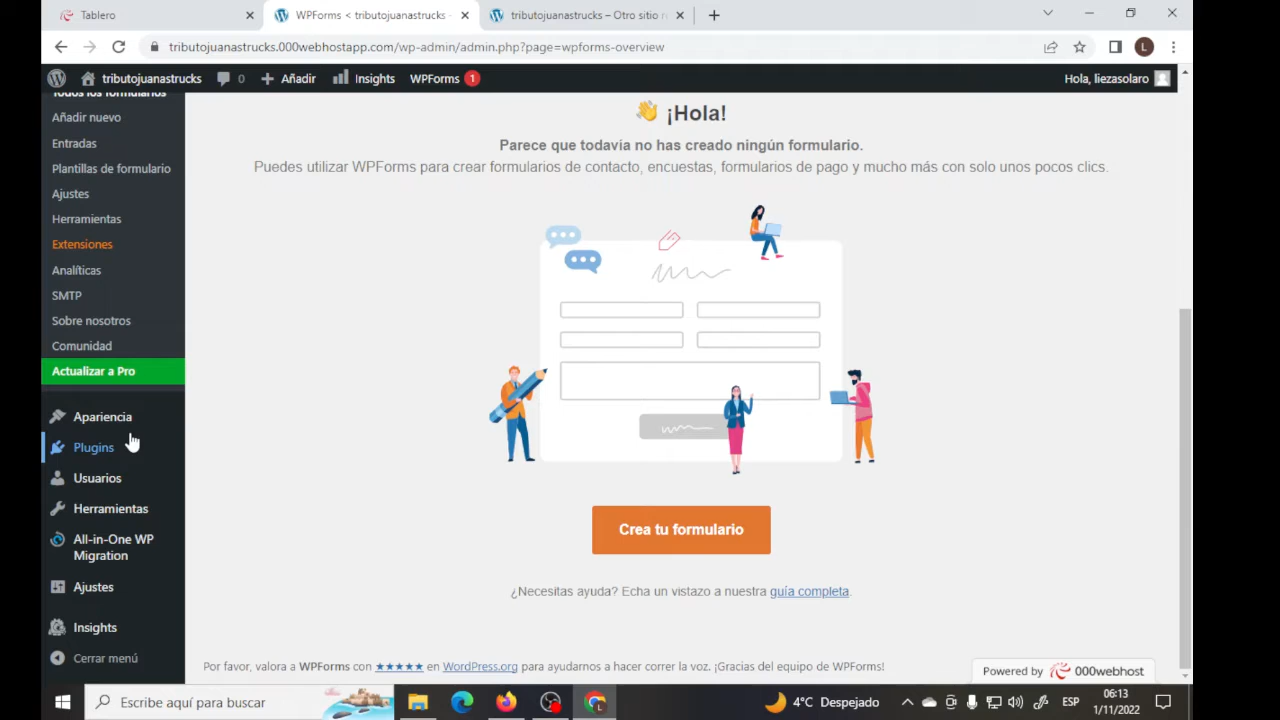 Tablero
WPForms < tributojuanastrucks
tributojuanastrucks – Otro sitio r
tributojuanastrucks.000webhostapp.com/wp-admin/admin.php?page=wpforms-overview
L
tributojuanastrucks
0
Añadir
Insights
WPForms 1
Hola, liezasolaro
Todos los formularios
Añadir nuevo
Entradas
Plantillas de formulario
Ajustes
Herramientas
Extensiones
Analíticas
SMTP
Sobre nosotros
Comunidad
Actualizar a Pro
Apariencia
Plugins
Usuarios
Herramientas
All-in-One WP
Migration
Ajustes
Insights
Cerrar menú
¡Hola!
Parece que todavía no has creado ningún formulario.
Puedes utilizar WPForms para crear formularios de contacto, encuestas, formularios de pago y mucho más con solo unos pocos clics.
Crea tu formulario
¿Necesitas ayuda? Echa un vistazo a nuestra guía completa.
Por favor, valora a WPForms con ★★★★★ en WordPress.org para ayudarnos a hacer correr la voz. ¡Gracias del equipo de WPForms!
Powered by 000webhost
Escribe aquí para buscar
4°C Despejado
ESP
06:13
1/11/2022